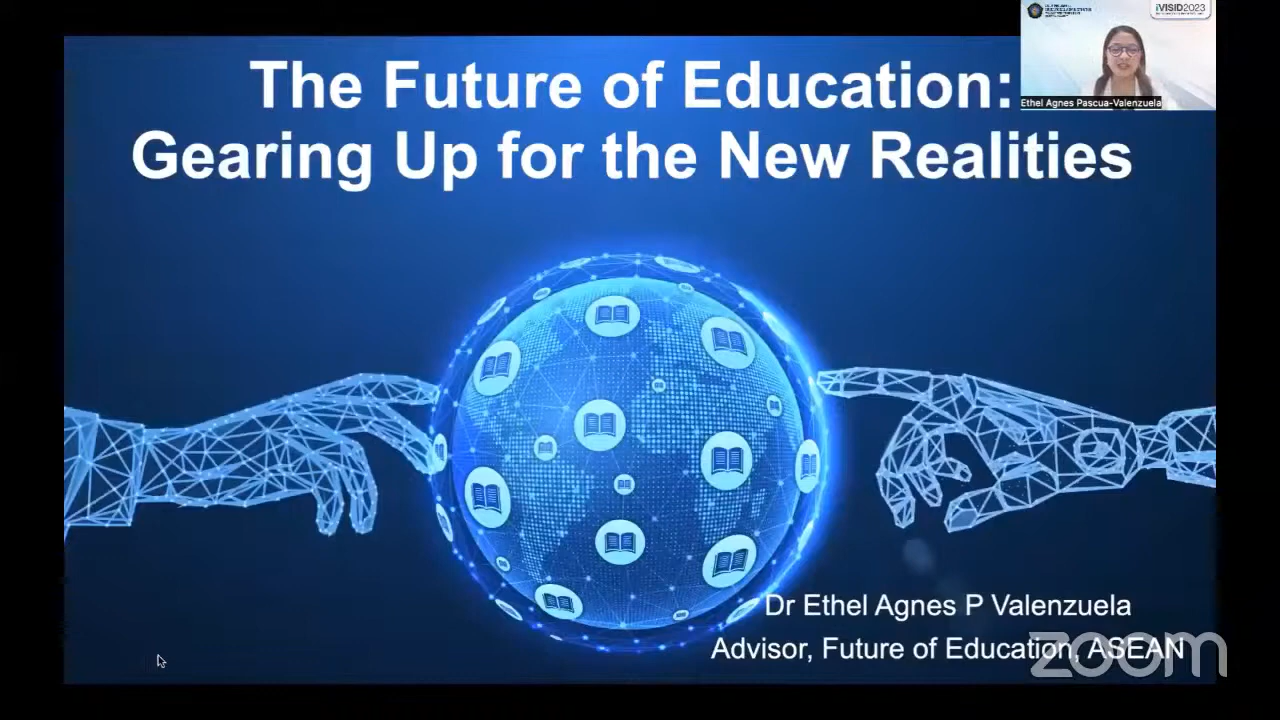 The Future of Education:
Gearing Up for the New Realities
iVISID2023
Ethel Agnes Pascua-Valenzuela
Dr Ethel Agnes P Valenzuela
Advisor, Future of Education, ASEAN
zoom